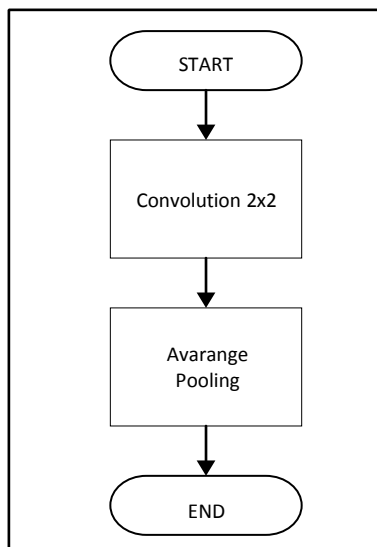 START
Convolution 2x2
Avarange
Pooling
END